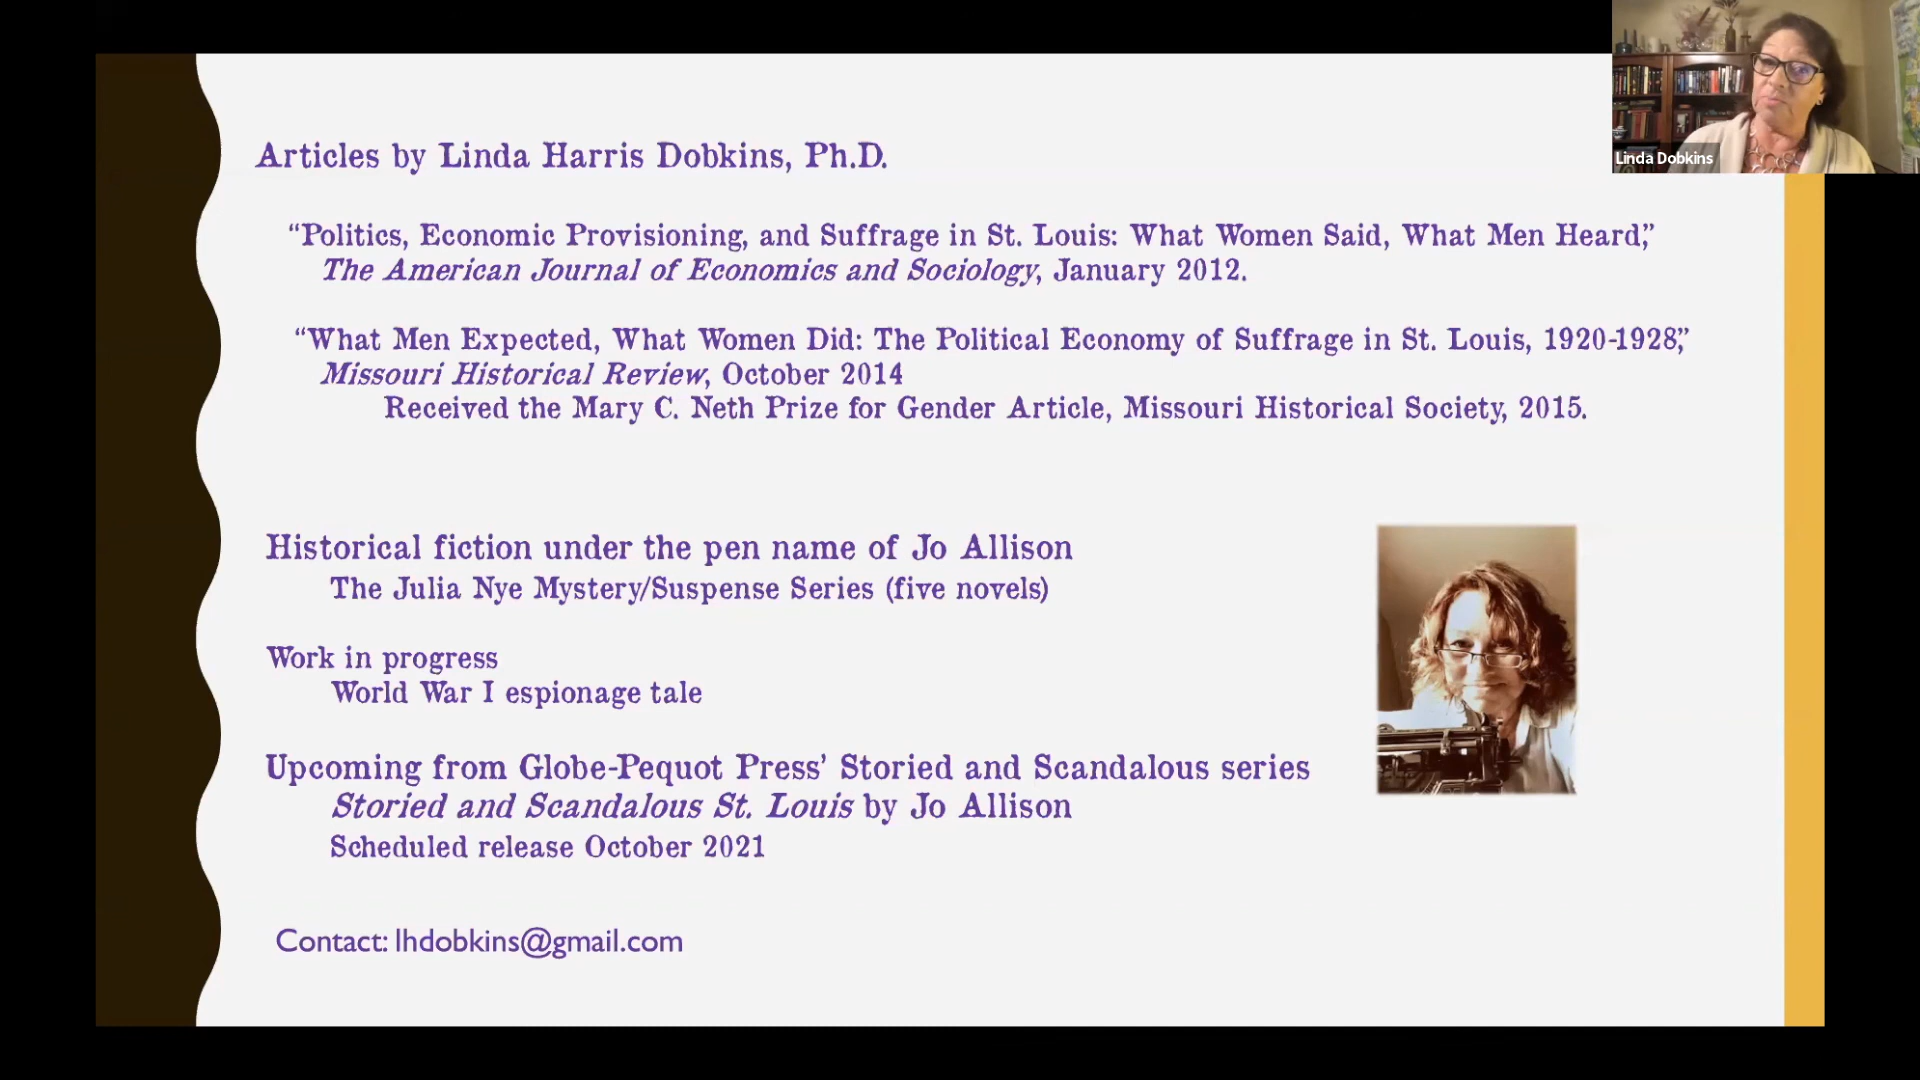 Linda Dobkins
Articles by Linda Harris Dobkins, Ph.D.
“Politics, Economic Provisioning, and Suffrage in St. Louis: What Women Said, What Men Heard,”
The American Journal of Economics and Sociology, January 2012.
“What Men Expected, What Women Did: The Political Economy of Suffrage in St. Louis, 1920-1928,”
Missouri Historical Review, October 2014
Received the Mary C. Neth Prize for Gender Article, Missouri Historical Society, 2015.
Historical fiction under the pen name of Jo Allison
The Julia Nye Mystery/Suspense Series (five novels)
Work in progress
World War I espionage tale
Upcoming from Globe-Pequot Press’ Storied and Scandalous series
Storied and Scandalous St. Louis by Jo Allison
Scheduled release October 2021
Contact: lhdobkins@gmail.com